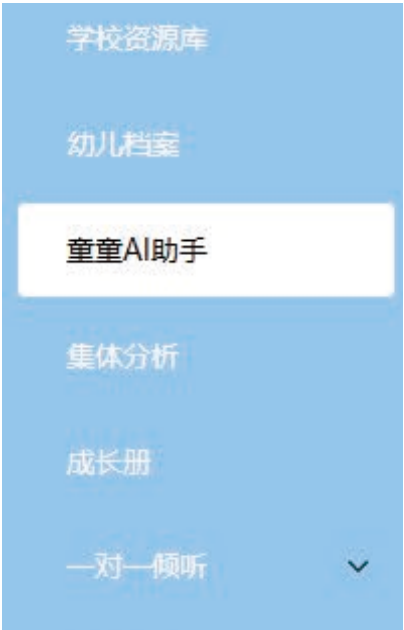 学校资源库
幼儿档案
童童AI助手
集体分析
成长册
一对一倾听